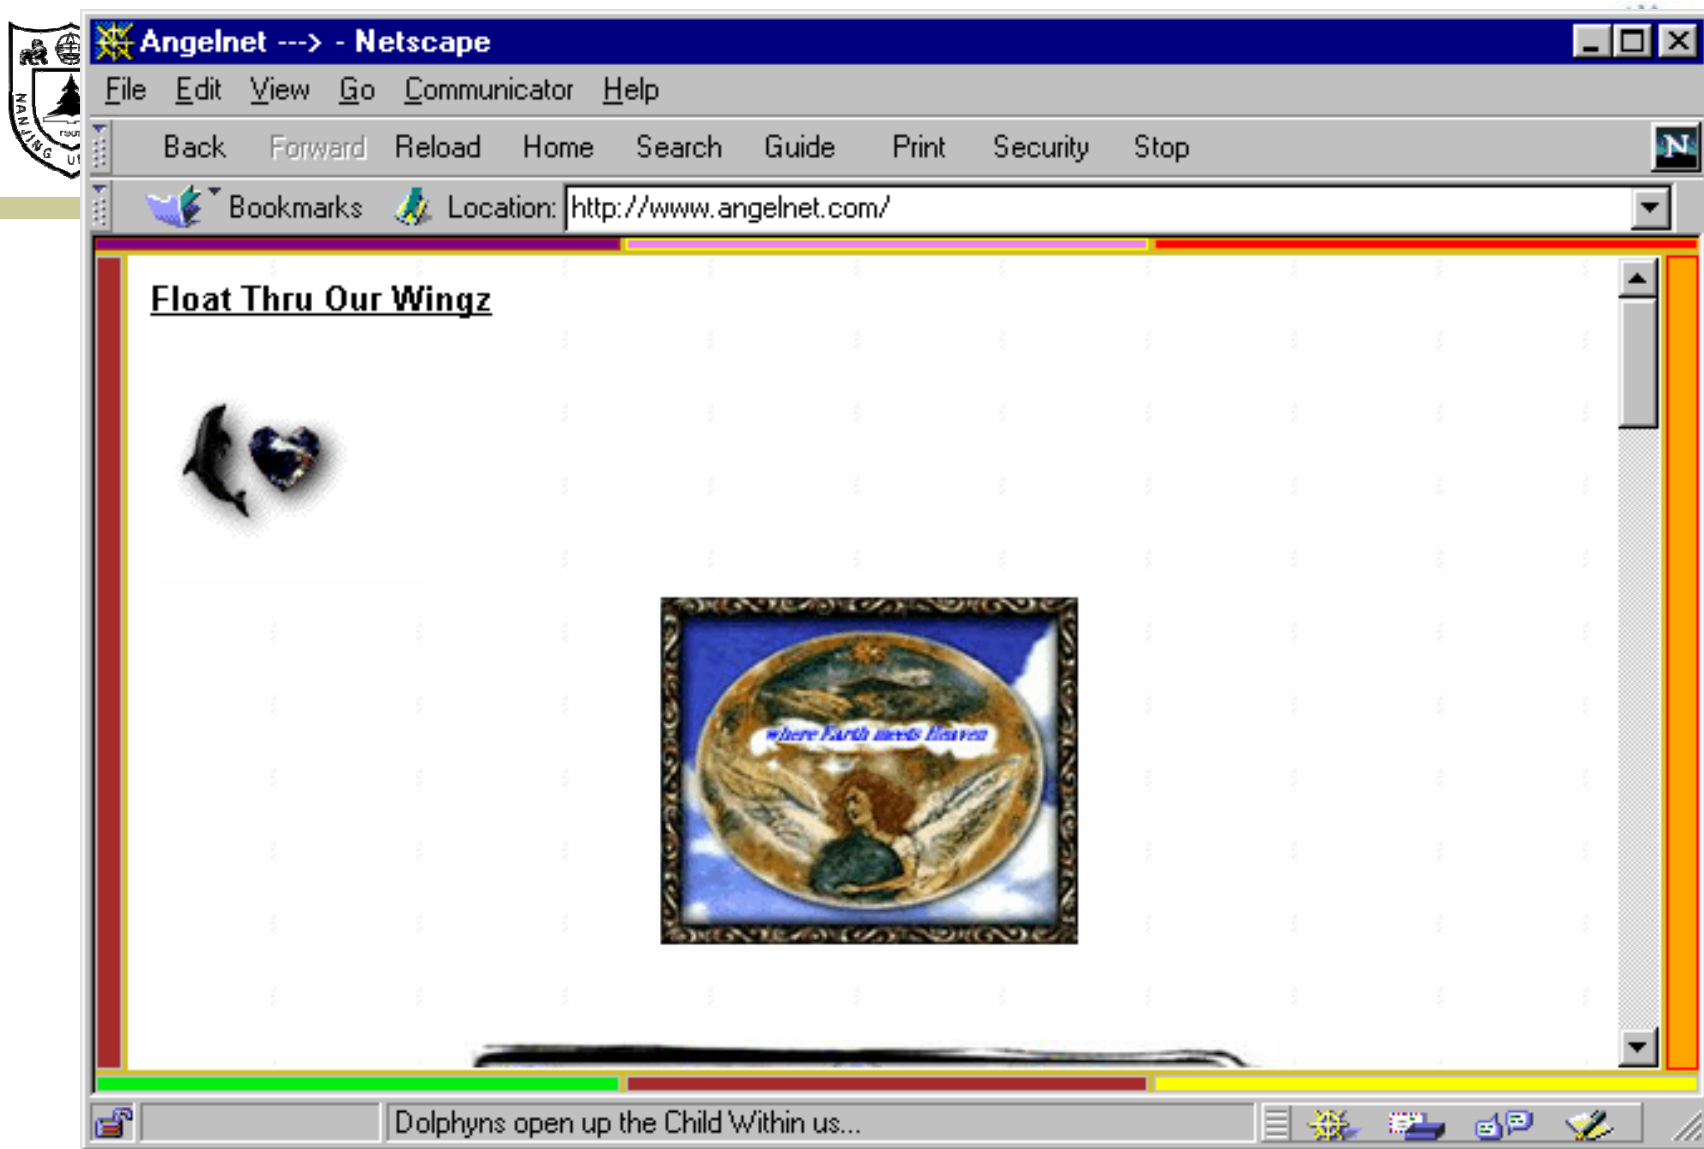 Angelnet ---> - Netscape
File Edit View Go Communicator Help
Back Forward Reload Home Search Guide Print Security Stop
N
Bookmarks Location: http://www.angelnet.com/
NANJING
Float Thru Our Wingz
where Earth meets Heaven
Dolphyns open up the Child Within us...